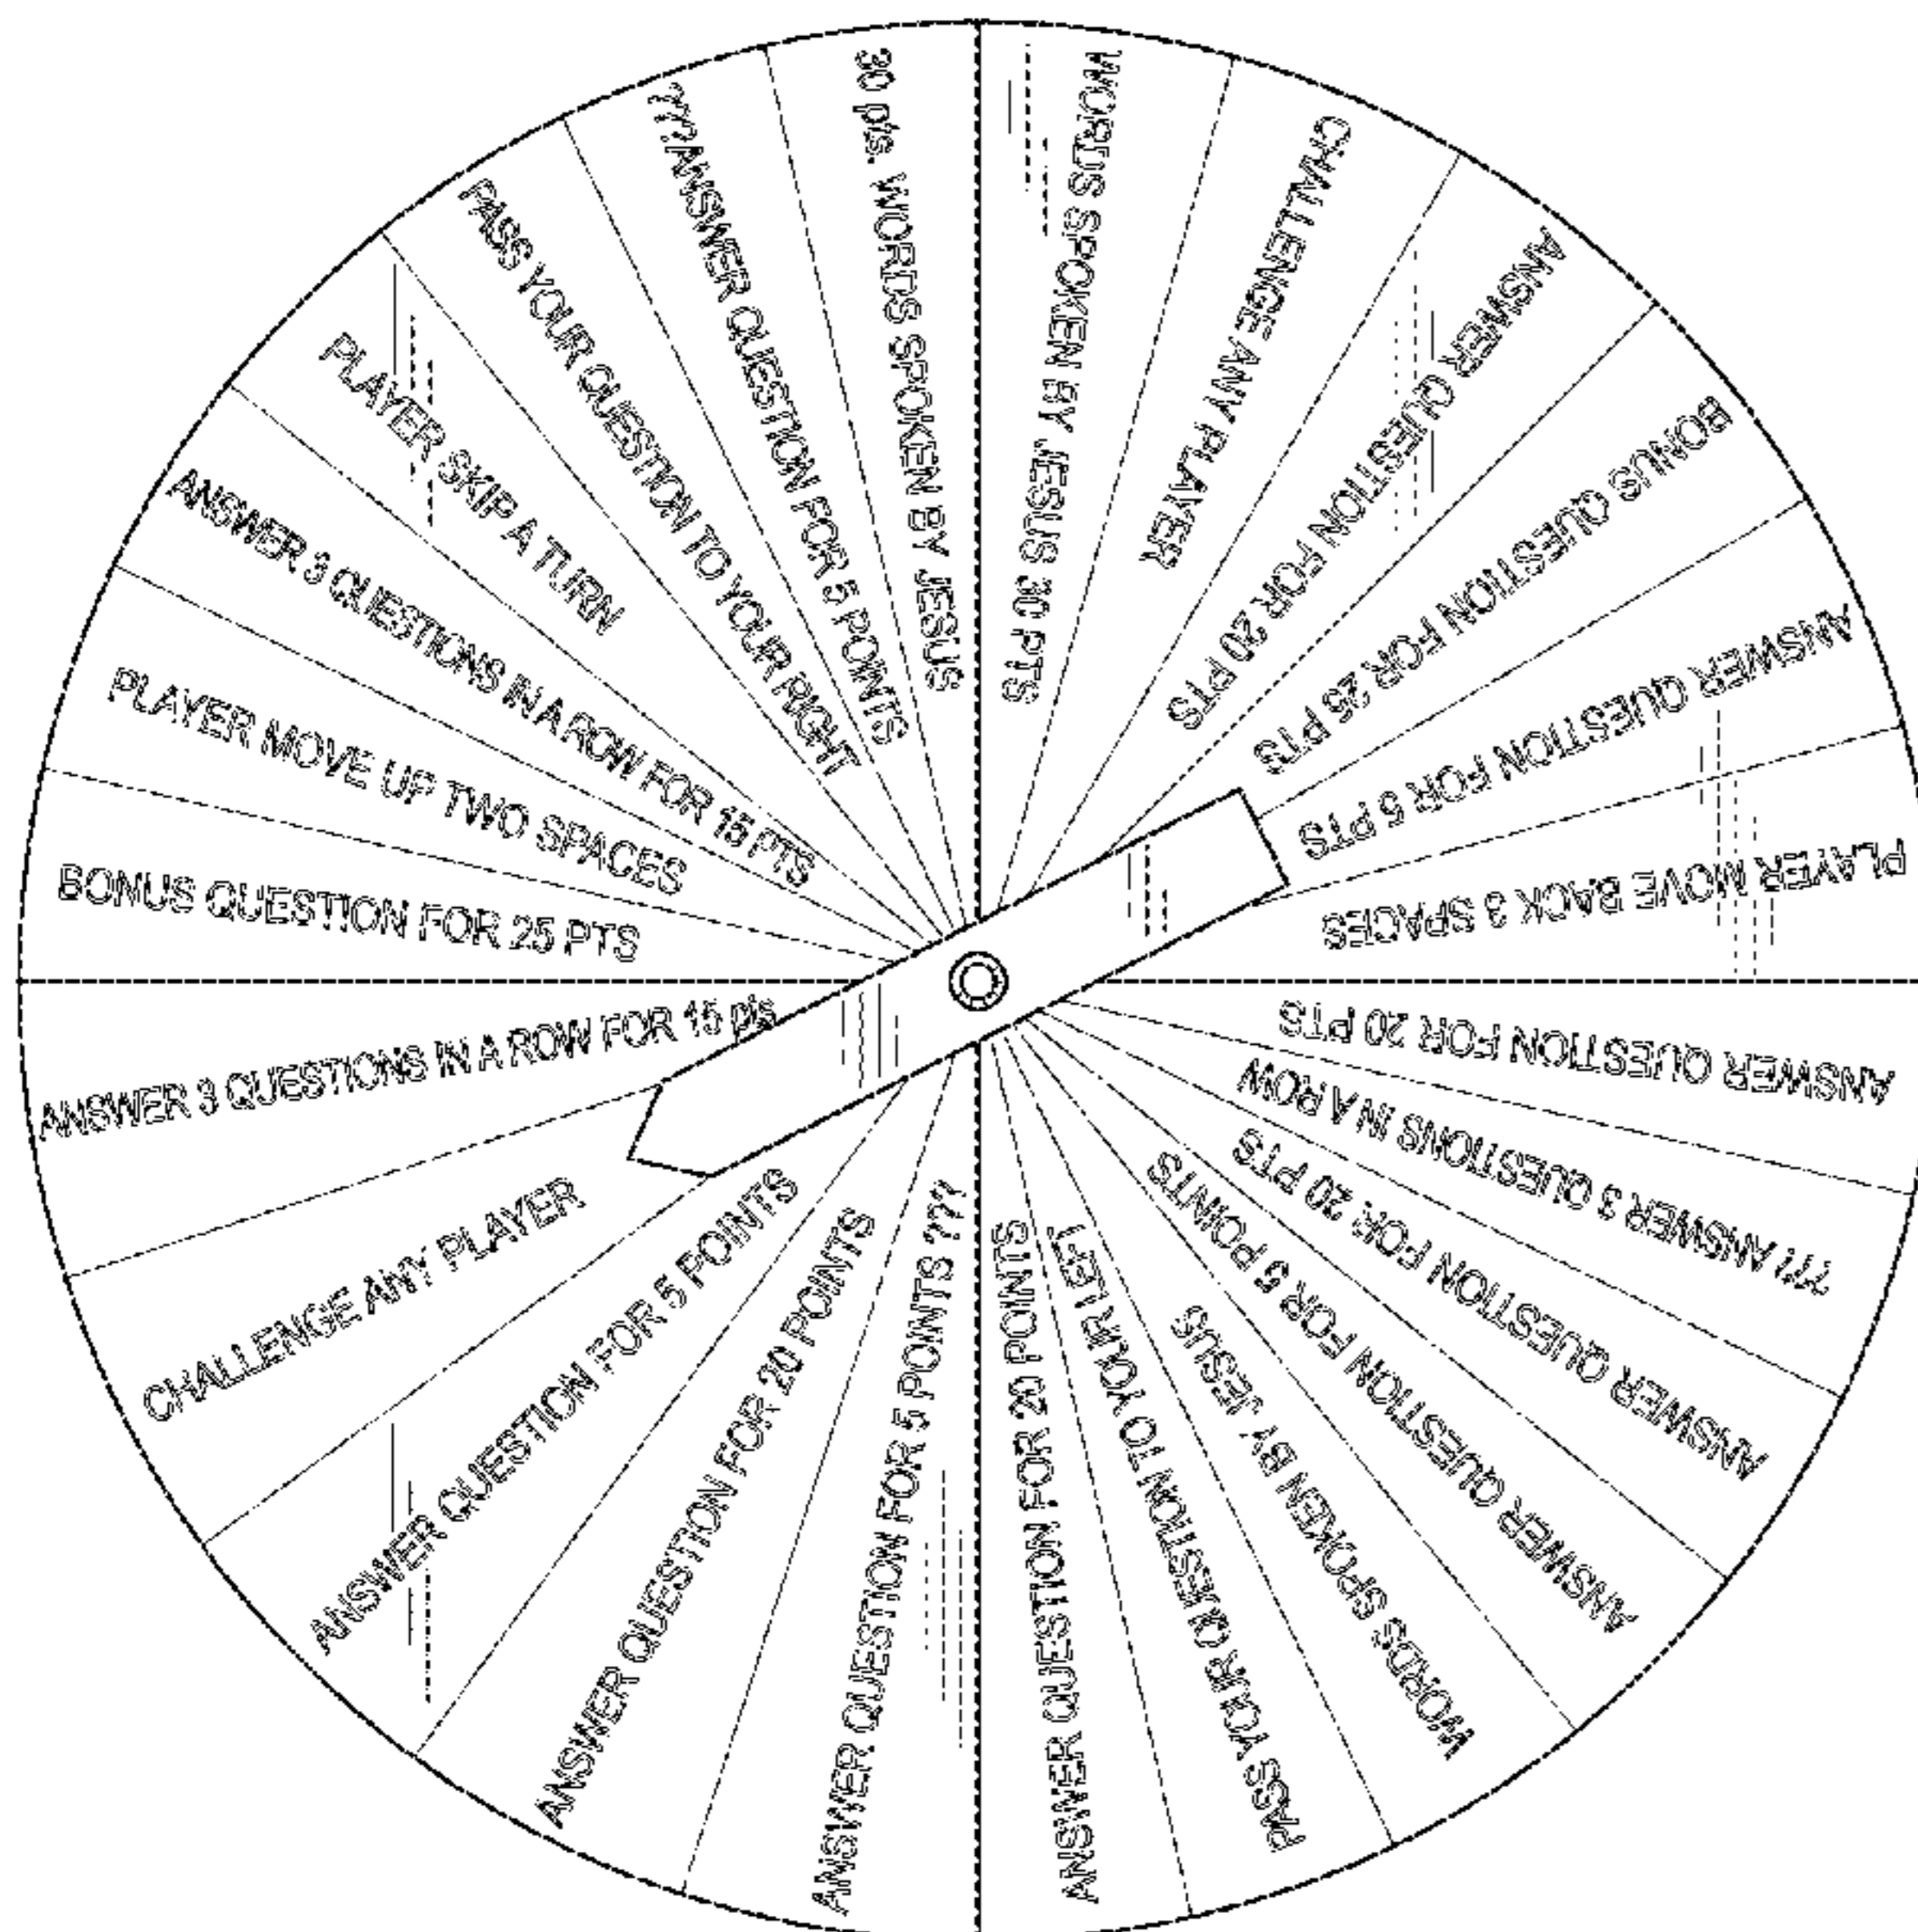 WORDS SPOKEN BY JESUS 30 PTS
CHALLENGE ANY PLAYER
ANSWER QUESTION FOR 20 PTS
BONUS QUESTION FOR 25 PTS
ANSWER QUESTION FOR 5 PTS
PLAYER MOVE BACK 3 SPACES
ANSWER QUESTION FOR 20 PTS
??? ANSWER 3 QUESTIONS IN A ROW
ANSWER QUESTION FOR 20 PTS
ANSWER QUESTION FOR 5 POINTS
WORDS SPOKEN BY JESUS
PASS YOUR QUESTION TO YOUR LEFT
ANSWER QUESTION FOR 20 POINTS
ANSWER QUESTION FOR 5 POINTS ???
ANSWER QUESTION FOR 20 POINTS
ANSWER QUESTION FOR 5 POINTS
CHALLENGE ANY PLAYER
ANSWER 3 QUESTIONS IN A ROW FOR 15 pts
BONUS QUESTION FOR 25 PTS
PLAYER MOVE UP TWO SPACES
ANSWER 3 QUESTIONS IN A ROW FOR 15 PTS
PLAYER SKIP A TURN
PASS YOUR QUESTION TO YOUR RIGHT
???ANSWER QUESTION FOR 5 POINTS
30 pts. WORDS SPOKEN BY JESUS